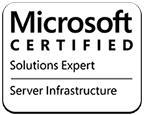 Microsoft
CERTIFIED
Solutions Expert
Server Infrastructure